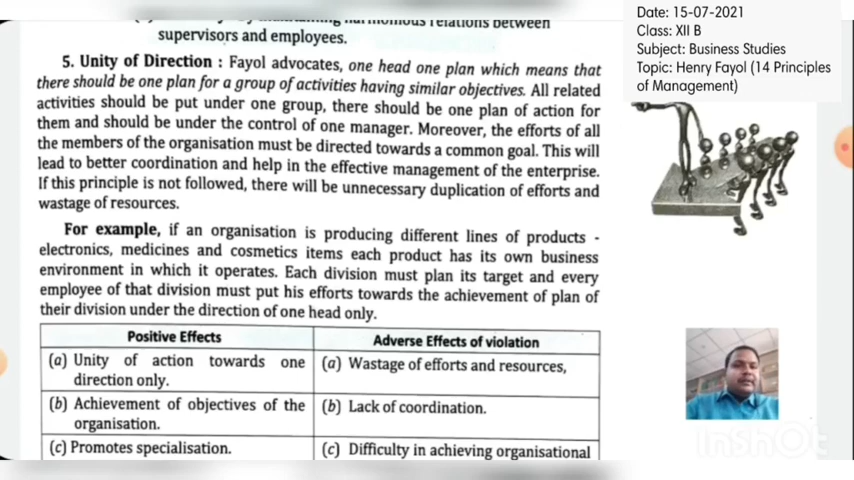 supervisors and employees.
5. Unity of Direction : Fayol advocates, one head one plan which means that
there should be one plan for a group of activities having similar objectives. All related
activities should be put under one group, there should be one plan of action for
them and should be under the control of one manager. Moreover, the efforts of all
the members of the organisation must be directed towards a common goal. This will
lead to better coordination and help in the effective management of the enterprise.
If this principle is not followed, there will be unnecessary duplication of efforts and
wastage of resources.
For example, if an organisation is producing different lines of products -
electronics, medicines and cosmetics items each product has its own business
environment in which it operates. Each division must plan its target and every
employee of that division must put his efforts towards the achievement of plan of
their division under the direction of one head only.
Positive Effects
Adverse Effects of violation
(a) Unity of action towards one
direction only.
(a) Wastage of efforts and resources,
(b) Achievement of objectives of the
organisation.
(b) Lack of coordination.
(c) Promotes specialisation.
(c) Difficulty in achieving organisational
Date: 15-07-2021
Class: XII B
Subject: Business Studies
Topic: Henry Fayol (14 Principles
of Management)
InShOt